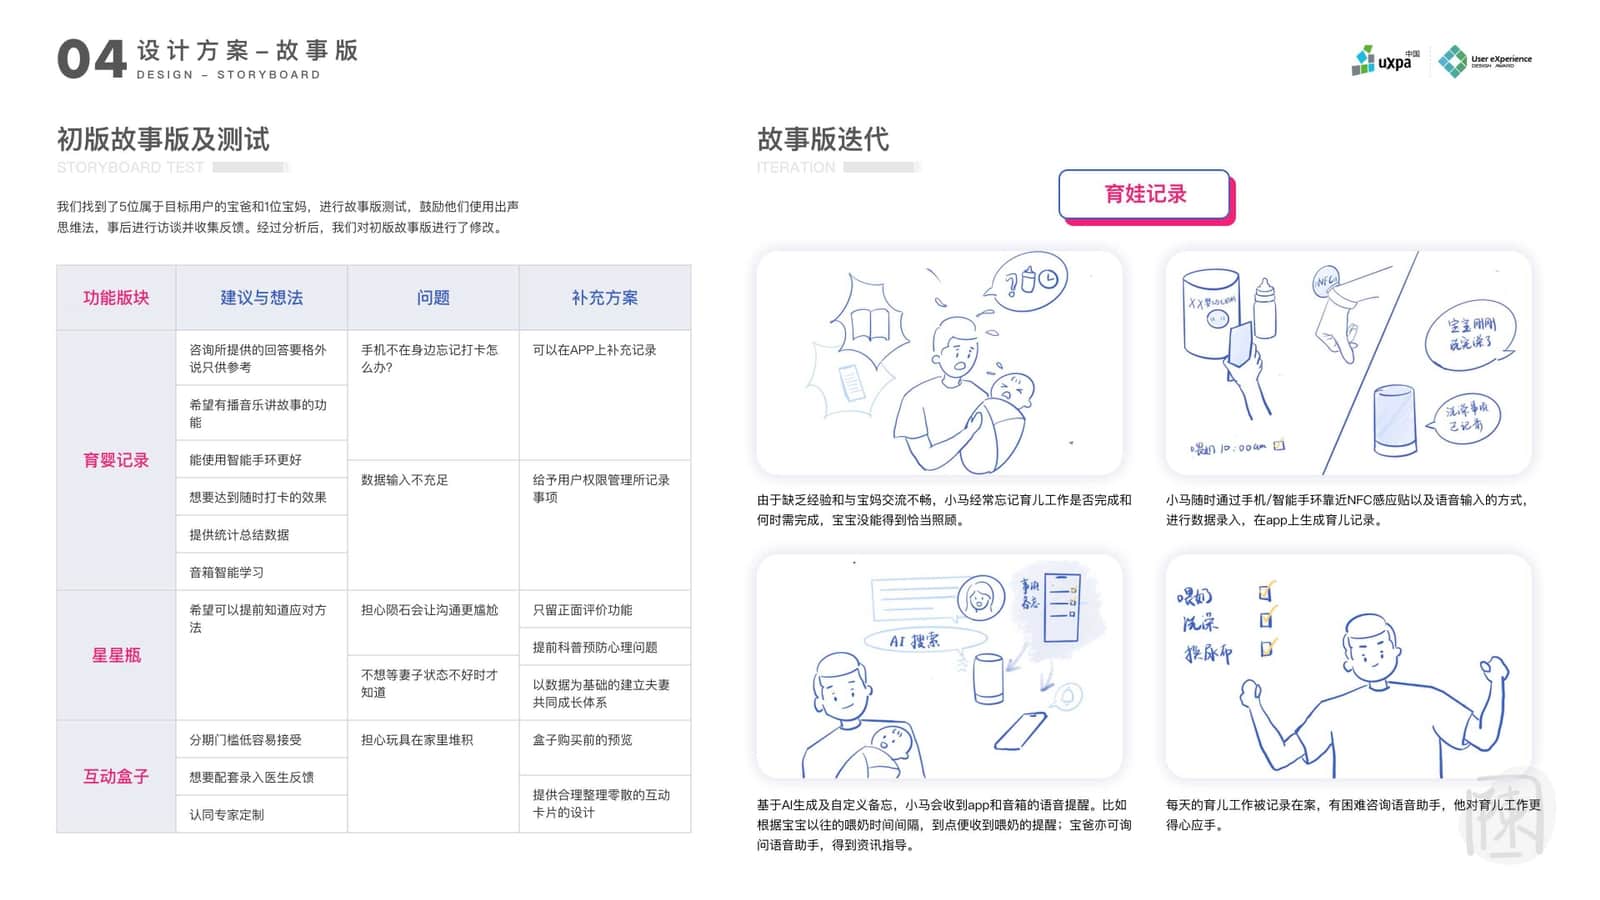 04
设计方案–故事版
DESIGN – STORYBOARD
uxpa中国
User eXperience
DESIGN AWARD
初版故事版及测试
STORYBOARD TEST
我们找到了5位属于目标用户的宝爸和1位宝妈，进行故事版测试，鼓励他们使用出声
思维法，事后进行访谈并收集反馈。经过分析后，我们对初版故事版进行了修改。
功能版块
建议与想法
问题
补充方案
育婴记录
咨询所提供的回答要格外
说只供参考
希望有播音乐讲故事的功
能
能使用智能手环更好
想要达到随时打卡的效果
提供统计总结数据
音箱智能学习
手机不在身边忘记打卡怎
么办?
数据输入不充足
可以在APP上补充记录
给予用户权限管理所记录
事项
星星瓶
希望可以提前知道应对方
法
担心陨石会让沟通更尴尬
不想等妻子状态不好时才
知道
只留正面评价功能
提前科普预防心理问题
以数据为基础的建立夫妻
共同成长体系
互动盒子
分期门槛低容易接受
想要配套录入医生反馈
认同专家定制
担心玩具在家里堆积
盒子购买前的预览
提供合理整理零散的互动
卡片的设计
故事版迭代
ITERATION
育娃记录
?
由于缺乏经验和与宝妈交流不畅，小马经常忘记育儿工作是否完成和
何时需完成，宝宝没能得到恰当照顾。
NFC
宝宝刚刚
洗完澡了
洗澡事项
已记录
喂奶 10:00am
小马随时通过手机/智能手环靠近NFC感应贴以及语音输入的方式，
进行数据录入，在app上生成育儿记录。
事项
备忘
AI 搜索
基于AI生成及自定义备忘，小马会收到app和音箱的语音提醒。比如
根据宝宝以往的喂奶时间间隔，到点便收到喂奶的提醒；宝爸亦可询
问语音助手，得到资讯指导。
喂奶
洗澡
换尿布
每天的育儿工作被记录在案，有困难咨询语音助手，他对育儿工作更
得心应手。
陳